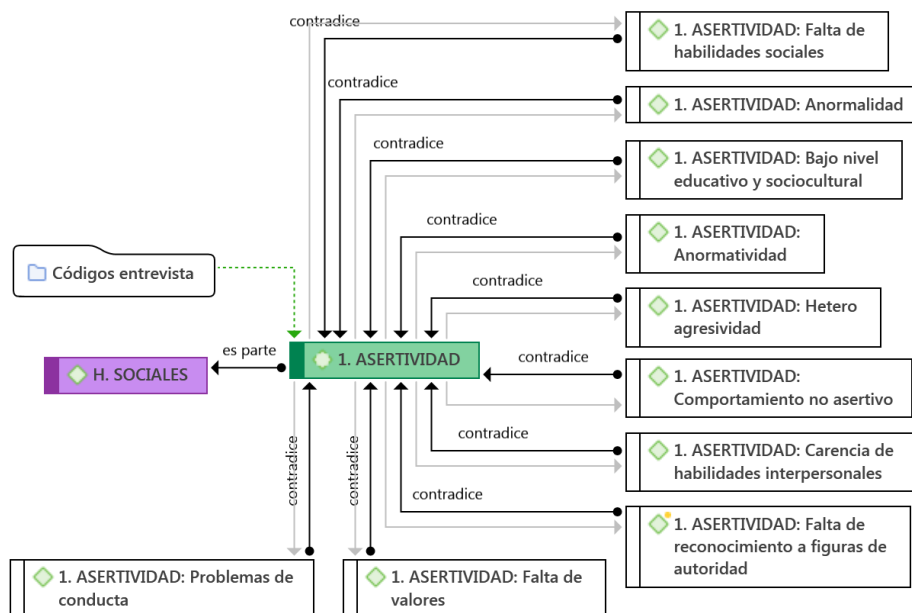 contradice
1. ASERTIVIDAD: Falta de
habilidades sociales
contradice
1. ASERTIVIDAD: Anormalidad
contradice
1. ASERTIVIDAD: Bajo nivel
educativo y sociocultural
contradice
1. ASERTIVIDAD:
Anormatividad
Códigos entrevista
1. ASERTIVIDAD: Hetero
agresividad
contradice
es parte
1. ASERTIVIDAD
H. SOCIALES
contradice
1. ASERTIVIDAD:
Comportamiento no asertivo
contradice
1. ASERTIVIDAD: Carencia de
habilidades interpersonales
contradice
contradice
contradice
1. ASERTIVIDAD: Falta de
reconocimiento a figuras de
autoridad
1. ASERTIVIDAD: Problemas de
conducta
1. ASERTIVIDAD: Falta de
valores